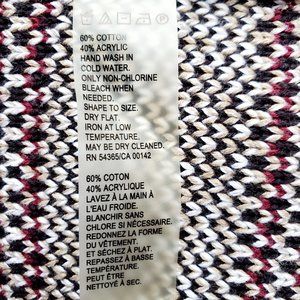 60% COTTON
40% ACRYLIC
HAND WASH IN
COLD WATER.
ONLY NON-CHLORINE
BLEACH WHEN
NEEDED.
SHAPE TO SIZE.
DRY FLAT.
IRON AT LOW
TEMPERATURE.
MAY BE DRY CLEANED.
RN 54365/CA 00142
60% COTON
40% ACRYLIQUE
LAVEZ À LA MAIN À
L'EAU FROIDE.
BLANCHIR SANS
CHLORE SI NÉCESSAIRE.
REDONNEZ LA FORME
DU VÊTEMENT.
ET SÉCHEZ À PLAT.
REPASSEZ À BASSE
TEMPÉRATURE.
PEUT ÊTRE
NETTOYÉ À SEC.